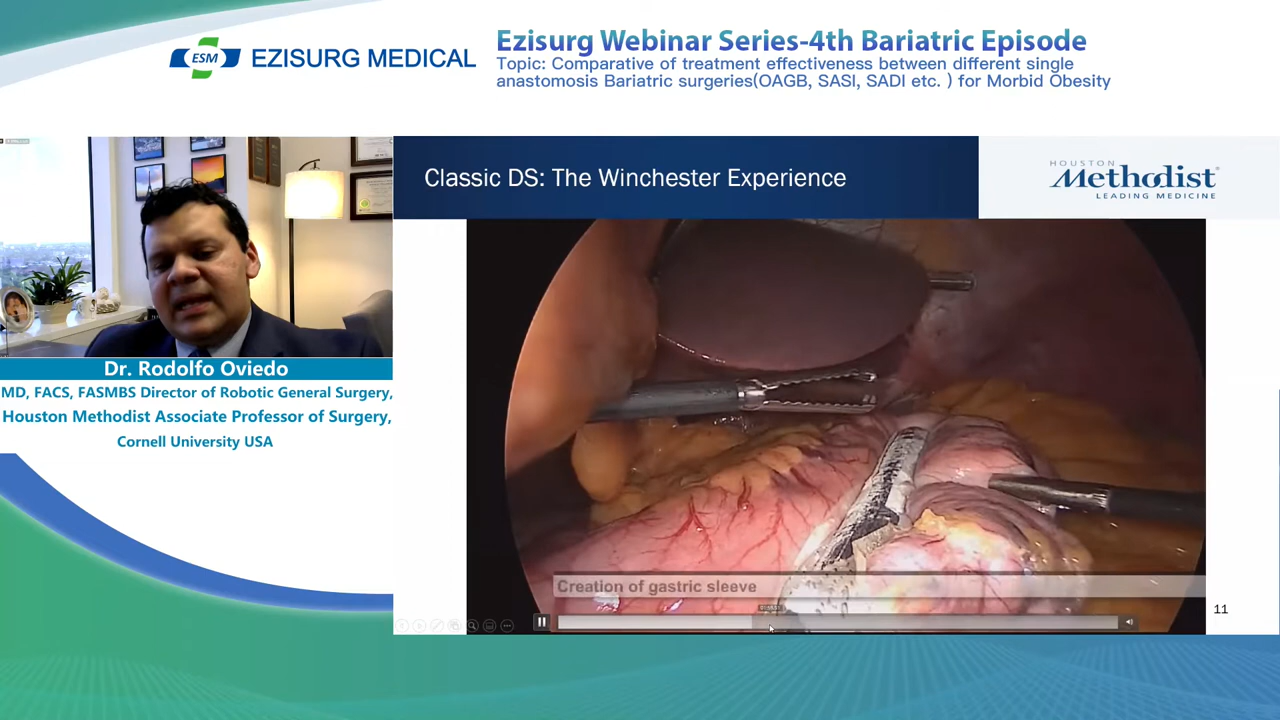 ESM
EZISURG MEDICAL
Ezisurg Webinar Series-4th Bariatric Episode
Topic: Comparative of treatment effectiveness between different single
anastomosis Bariatric surgeries(OAGB, SASI, SADI etc. ) for Morbid Obesity
Classic DS: The Winchester Experience
HOUSTON
Methodist
LEADING MEDICINE
Dr. Rodolfo Oviedo
MD, FACS, FASMBS Director of Robotic General Surgery,
Houston Methodist Associate Professor of Surgery,
Cornell University USA
Creation of gastric sleeve
11